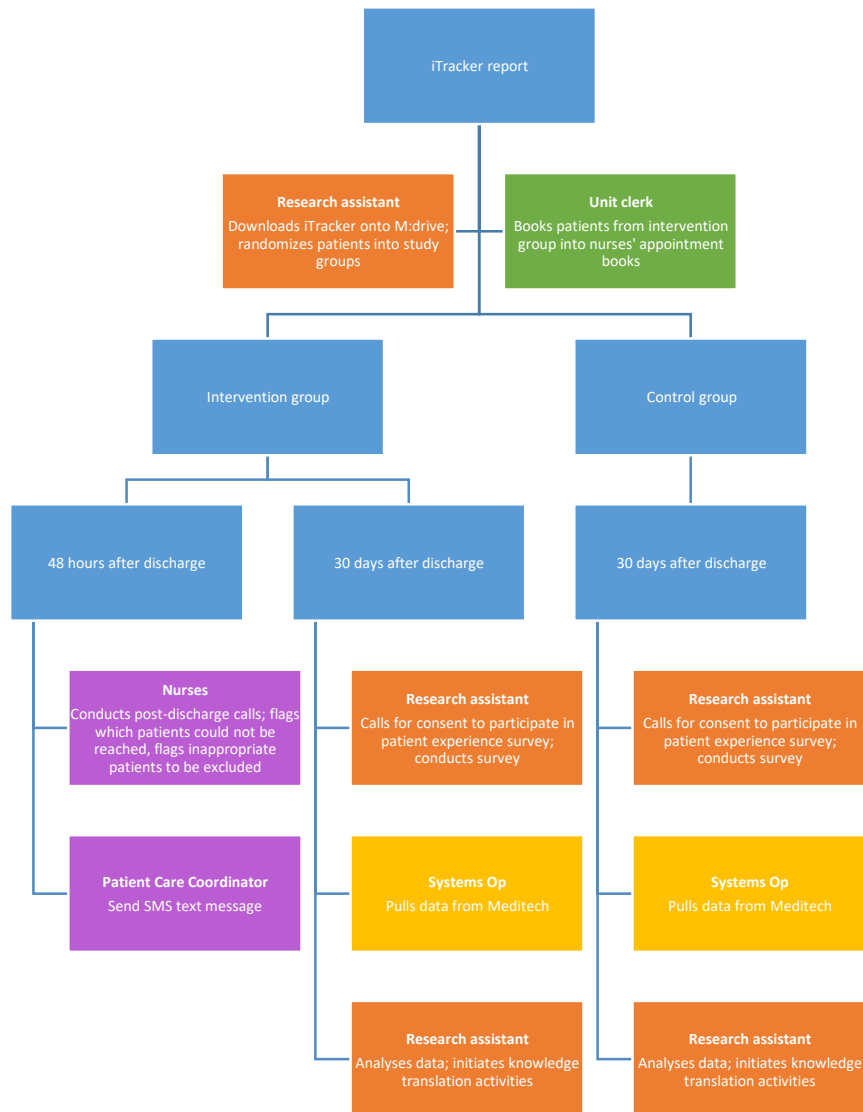 iTracker report
Research assistant
Downloads iTracker onto M:drive;
randomizes patients into study
groups
Unit clerk
Books patients from intervention
group into nurses' appointment
books
Intervention group
Control group
48 hours after discharge
30 days after discharge
30 days after discharge
Nurses
Conducts post-discharge calls; flags
which patients could not be
reached, flags inappropriate
patients to be excluded
Research assistant
Calls for consent to participate in
patient experience survey;
conducts survey
Research assistant
Calls for consent to participate in
patient experience survey;
conducts survey
Patient Care Coordinator
Send SMS text message
Systems Op
Pulls data from Meditech
Systems Op
Pulls data from Meditech
Research assistant
Analyses data; initiates knowledge
translation activities
Research assistant
Analyses data; initiates knowledge
translation activities